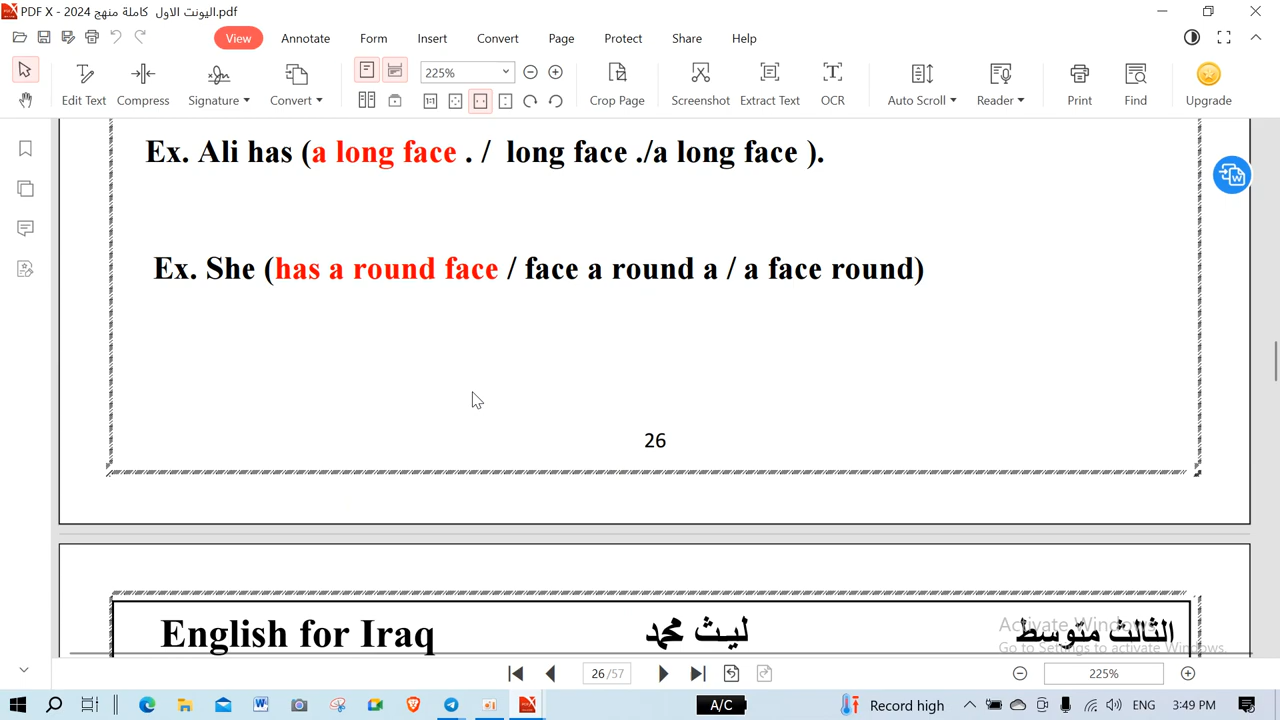 PDF X - 2024 اليونت الاول كاملة منهج.pdf
View
Annotate
Form
Insert
Convert
Page
Protect
Share
Help
225%
Edit Text
Compress
Signature
Convert
Crop Page
Screenshot
Extract Text
OCR
Auto Scroll
Reader
Print
Find
Upgrade
Ex. Ali has (a long face . / long face ./a long face ).
Ex. She (has a round face / face a round a / a face round)
26
English for Iraq ليـث محمد الثالث متوسط
Activate Windows
Go to Settings to activate Windows.
26 /57
225%
A/C
Record high
ENG
3:49 PM